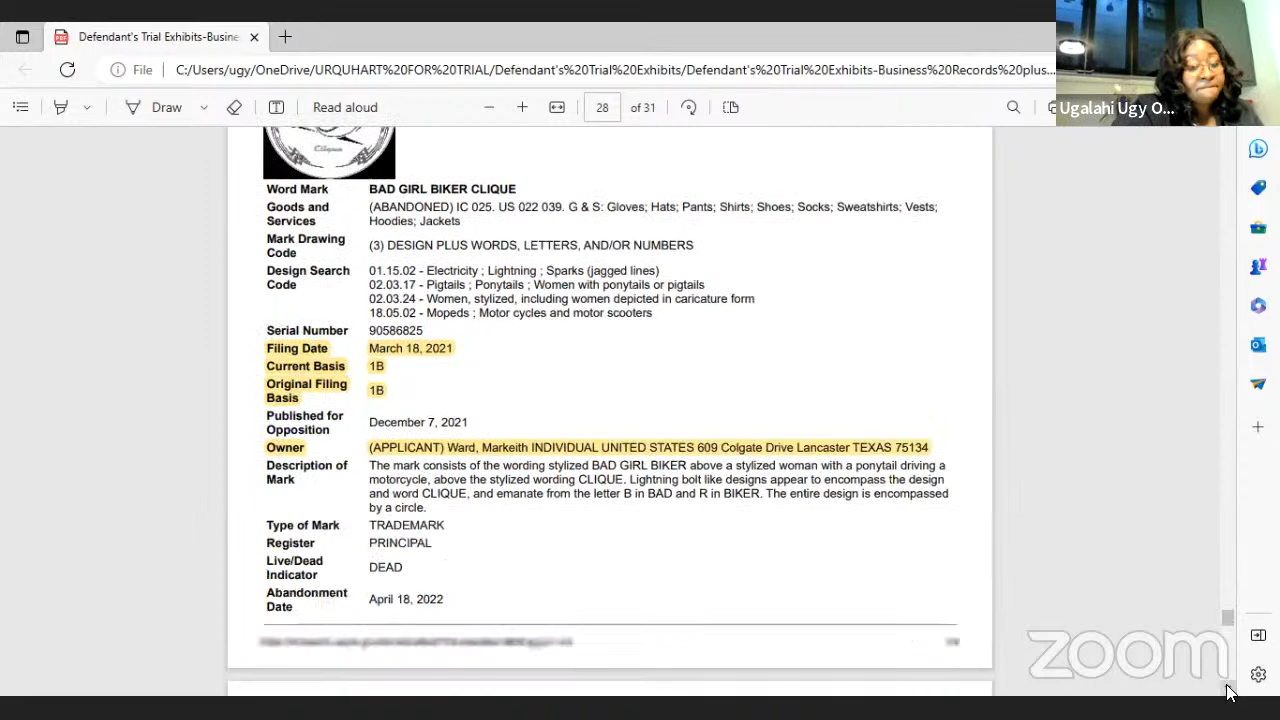 Defendant's Trial Exhibits-Busine
File
C:/Users/ugy/OneDrive/URQUHART%20FOR%20TRIAL/Defendant's%20Trial%20Exhibits/Defendant's%20Trial%20Exhibits-Business%20Records%20plus...
Ugalahi Ugy O...
Draw
Read aloud
28 of 31
Clique
Word Mark BAD GIRL BIKER CLIQUE
Goods and Services (ABANDONED) IC 025. US 022 039. G & S: Gloves; Hats; Pants; Shirts; Shoes; Socks; Sweatshirts; Vests;
Hoodies; Jackets
Mark Drawing Code (3) DESIGN PLUS WORDS, LETTERS, AND/OR NUMBERS
Design Search Code 01.15.02 - Electricity ; Lightning ; Sparks (jagged lines)
02.03.17 - Pigtails ; Ponytails ; Women with ponytails or pigtails
02.03.24 - Women, stylized, including women depicted in caricature form
18.05.02 - Mopeds ; Motor cycles and motor scooters
Serial Number 90586825
Filing Date March 18, 2021
Current Basis 1B
Original Filing Basis 1B
Published for Opposition December 7, 2021
Owner (APPLICANT) Ward, Markeith INDIVIDUAL UNITED STATES 609 Colgate Drive Lancaster TEXAS 75134
Description of Mark The mark consists of the wording stylized BAD GIRL BIKER above a stylized woman with a ponytail driving a
motorcycle, above the stylized wording CLIQUE. Lightning bolt like designs appear to encompass the design
and word CLIQUE, and emanate from the letter B in BAD and R in BIKER. The entire design is encompassed
by a circle.
Type of Mark TRADEMARK
Register PRINCIPAL
Live/Dead Indicator DEAD
Abandonment Date April 18, 2022
zoom